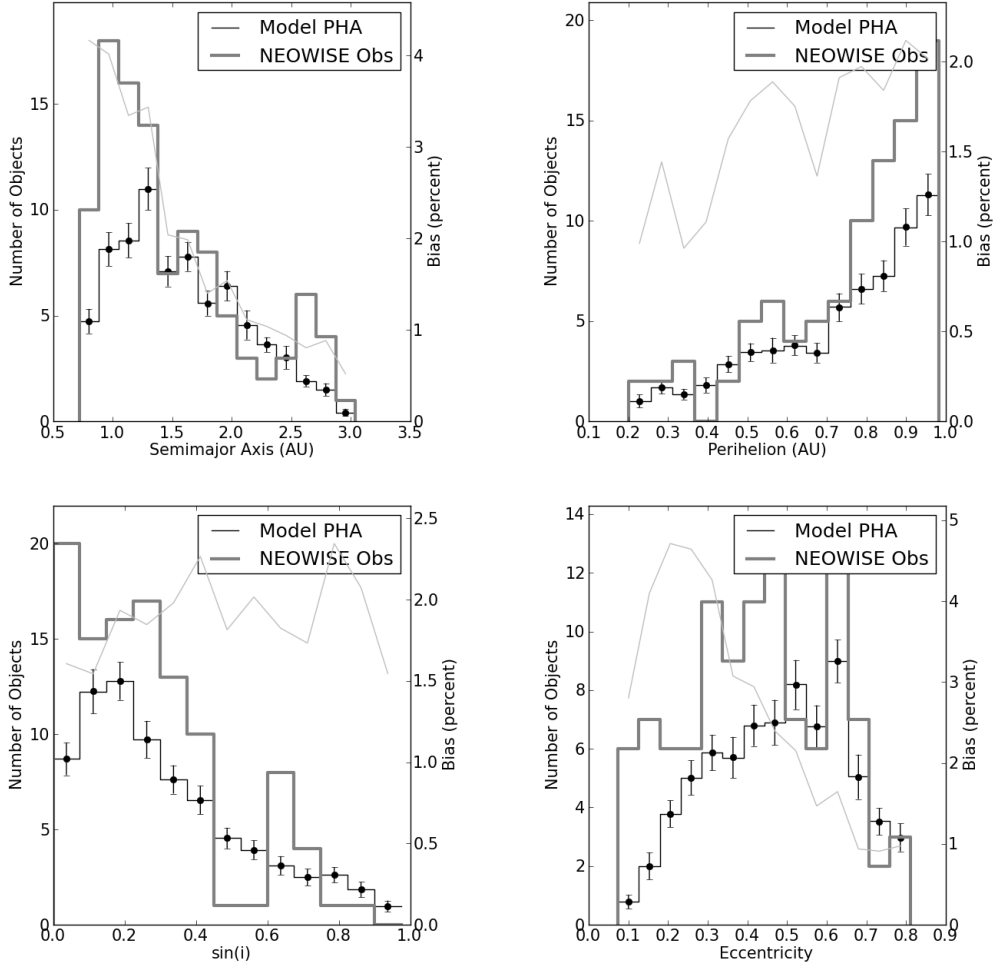 Model PHA
NEOWISE Obs
Number of Objects
Bias (percent)
0
5
10
15
0
1
2
3
4
0.5 1.0 1.5 2.0 2.5 3.0 3.5
Semimajor Axis (AU)
Model PHA
NEOWISE Obs
Number of Objects
Bias (percent)
0
5
10
15
20
0.0
0.5
1.0
1.5
2.0
0.1 0.2 0.3 0.4 0.5 0.6 0.7 0.8 0.9 1.0
Perihelion (AU)
Model PHA
NEOWISE Obs
Number of Objects
Bias (percent)
0
5
10
15
20
0.0
0.5
1.0
1.5
2.0
2.5
0.0 0.2 0.4 0.6 0.8 1.0
sin(i)
Model PHA
NEOWISE Obs
Number of Objects
Bias (percent)
0
2
4
6
8
10
12
14
0
1
2
3
4
5
0.0 0.1 0.2 0.3 0.4 0.5 0.6 0.7 0.8 0.9
Eccentricity